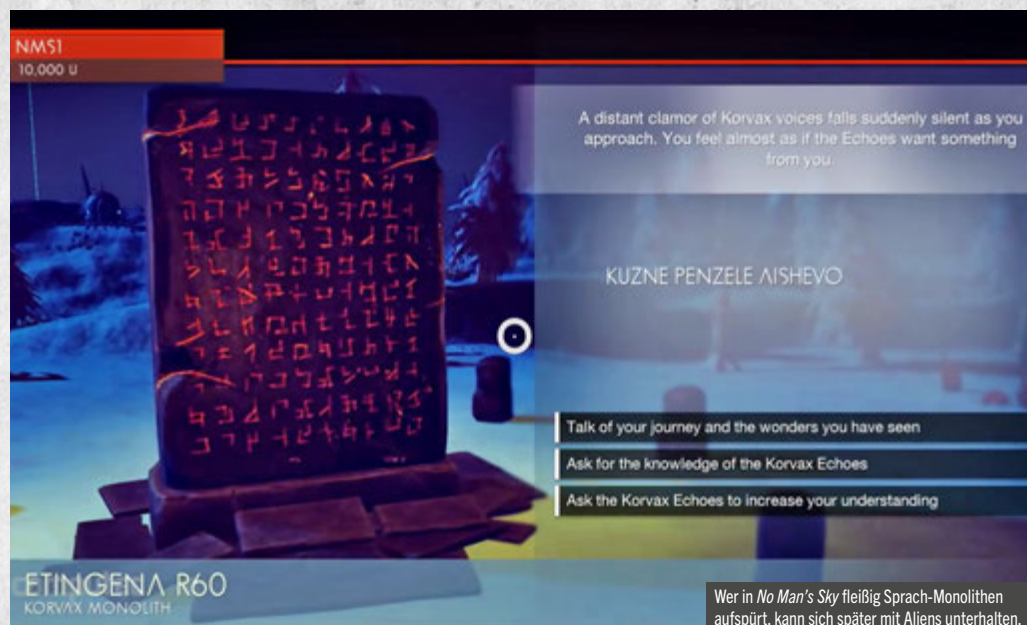 NMS1
10,000 U
A distant clamor of Korvax voices falls suddenly silent as you
approach. You feel almost as if the Echoes want something
from you.
KUZNE PENZELE AISHEVO
Talk of your journey and the wonders you have seen
Ask for the knowledge of the Korvax Echoes
Ask the Korvax Echoes to increase your understanding
ETINGENA R60
KORVAX MONOLITH
Wer in No Man's Sky fleißig Sprach-Monolithen
aufspürt, kann sich später mit Aliens unterhalten.